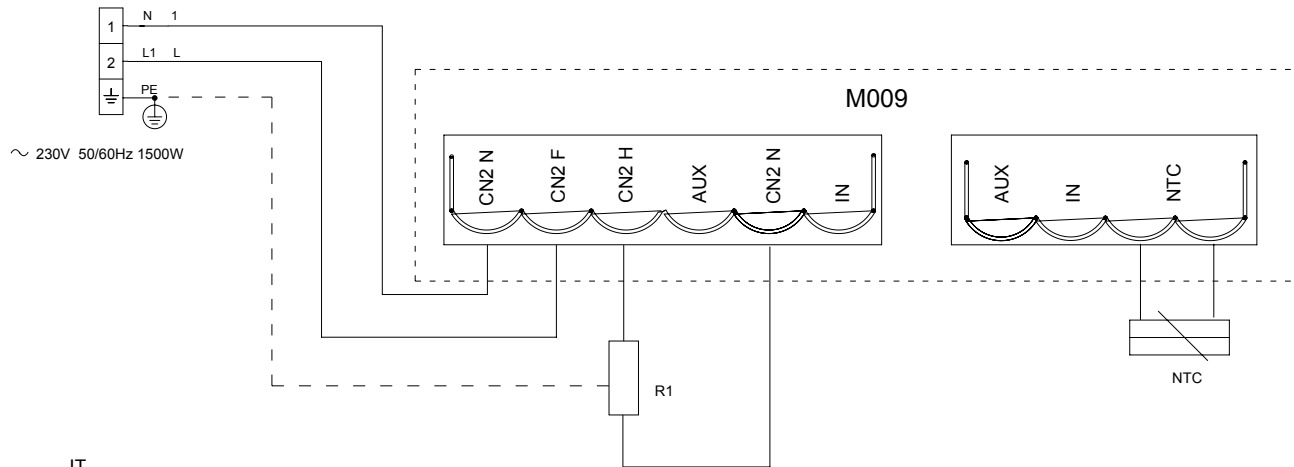 1 N 1
2 L1 L
PE
~ 230V 50/60Hz 1500W
M009
CN2 N
CN2 F
CN2 H
AUX
CN2 N
IN
AUX
IN
NTC
R1
NTC
IT